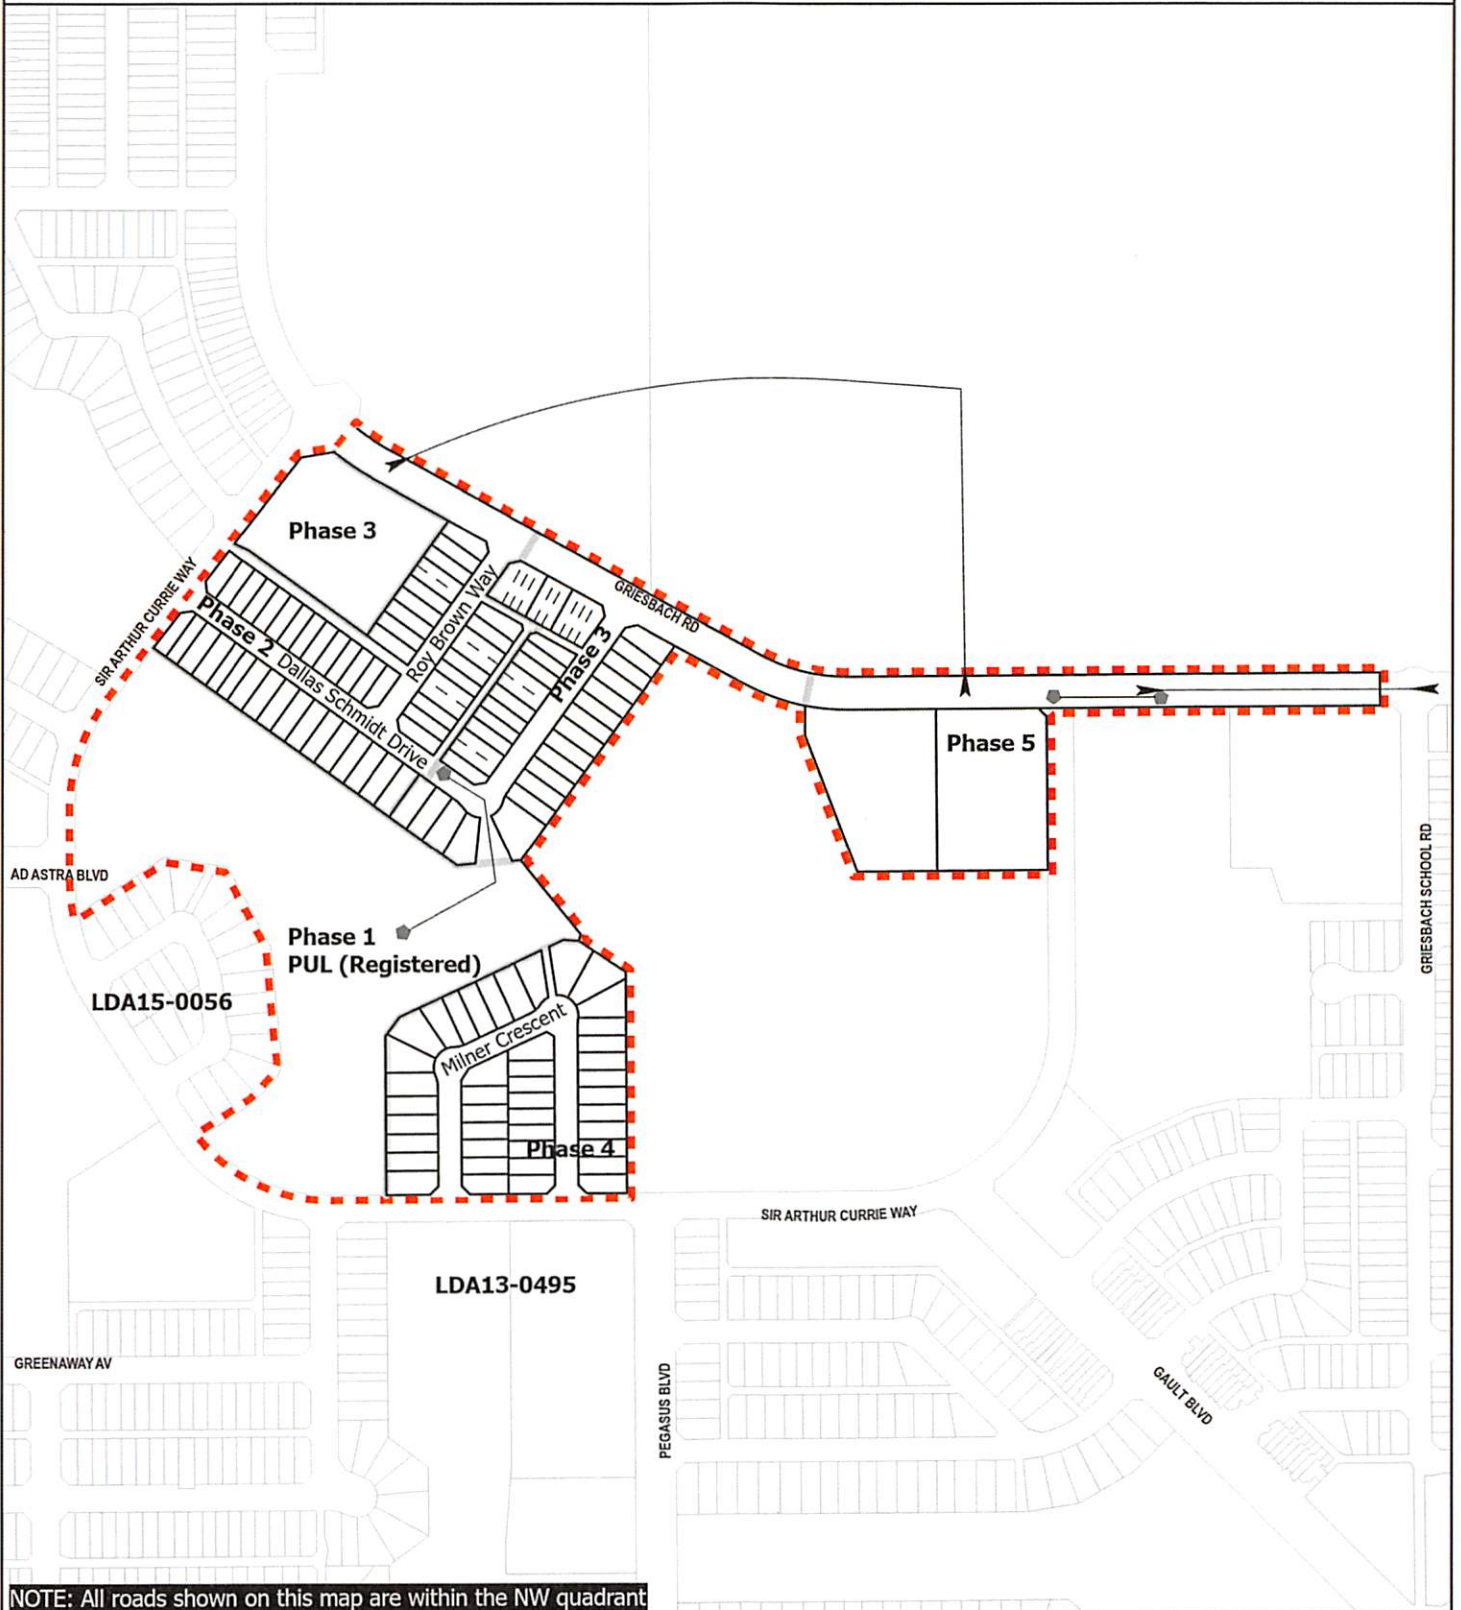 Phase 3
GRIESBACH RD
SIR ARTHUR CURRIE WAY
Roy Brown Way
Phase 3
Phase 2 Dallas Schmidt Drive
Phase 5
AD ASTRA BLVD
GRIESBACH SCHOOL RD
Phase 1
PUL (Registered)
LDA15-0056
Milner Crescent
Phase 4
SIR ARTHUR CURRIE WAY
LDA13-0495
GREENAWAY AV
PEGASUS BLVD
GAULT BLVD
NOTE: All roads shown on this map are within the NW quadrant